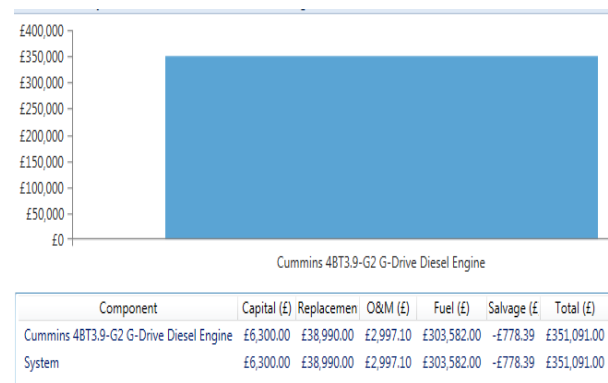 £400,000
£350,000
£300,000
£250,000
£200,000
£150,000
£100,000
£50,000
£0
Cummins 4BT3.9-G2 G-Drive Diesel Engine
Component Capital (£) Replacemen O&M (£) Fuel (£) Salvage (£ Total (£)
Cummins 4BT3.9-G2 G-Drive Diesel Engine £6,300.00 £38,990.00 £2,997.10 £303,582.00 -£778.39 £351,091.00
System £6,300.00 £38,990.00 £2,997.10 £303,582.00 -£778.39 £351,091.00